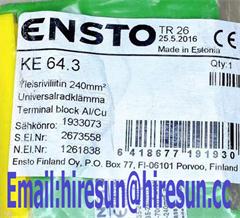 ENSTO
TR 26
25.5.2016
CE
Made in Estonia
KE 64.3
Qty:1
Yleisriviliitin 240mm²
Universalradklämma
Terminal block Al/Cu
Sähkönro: 1933073
S.El.Nr: 2673558
N.El.Nr: 1261838
Ensto Finland Oy, P.O. Box 77, FI-06101 Porvoo, Finland
6 418677 191930
Email:hiresun@hiresun.cc